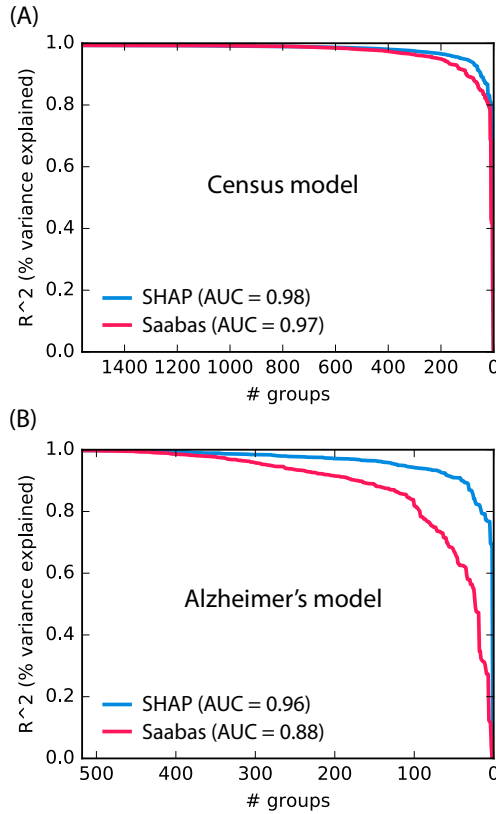 (A)
1.0
0.8
0.6
0.4
0.2
0.0
R^2 (% variance explained)
Census model
SHAP (AUC = 0.98)
Saabas (AUC = 0.97)
1400 1200 1000 800 600 400 200 0
# groups
(B)
1.0
0.8
0.6
0.4
0.2
0.0
R^2 (% variance explained)
Alzheimer's model
SHAP (AUC = 0.96)
Saabas (AUC = 0.88)
500 400 300 200 100 0
# groups